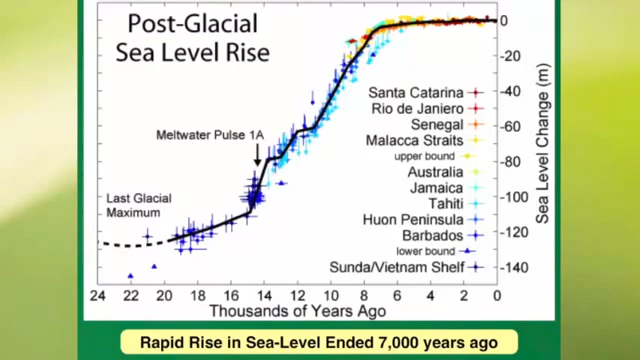 Post-Glacial
Sea Level Rise
Meltwater Pulse 1A
Last Glacial
Maximum
Santa Catarina
Rio de Janiero
Senegal
Malacca Straits
upper bound
Australia
Jamaica
Tahiti
Huon Peninsula
Barbados
lower bound
Sunda/Vietnam Shelf
0
-20
-40
-60
-80
-100
-120
-140
Sea Level Change (m)
24 22 20 18 16 14 12 10 8 6 4 2 0
Thousands of Years Ago
Rapid Rise in Sea-Level Ended 7,000 years ago